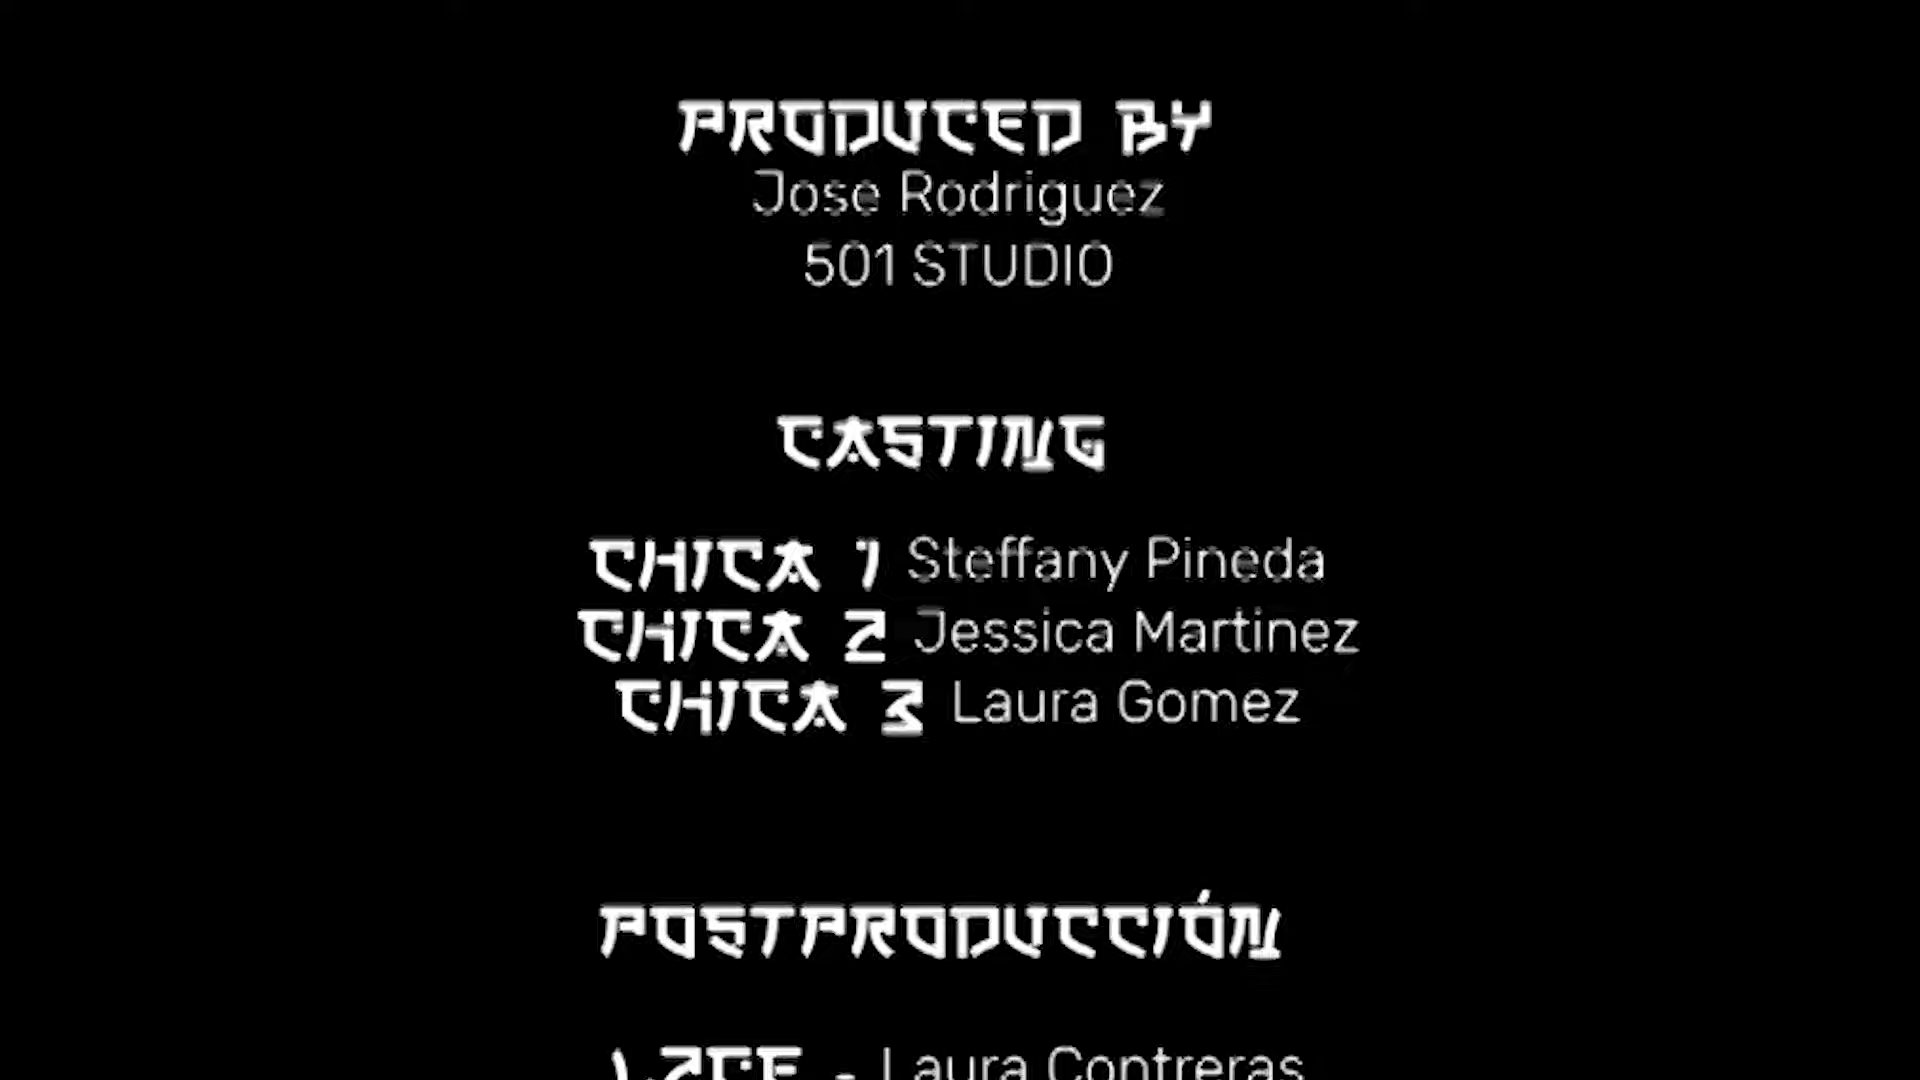 PRODUCED BY
Jose Rodriguez
501 STUDIO
CASTING
CHICA 1 Steffany Pineda
CHICA 2 Jessica Martinez
CHICA 3 Laura Gomez
POSTPRODUCCIÓN
- Laura Contreras